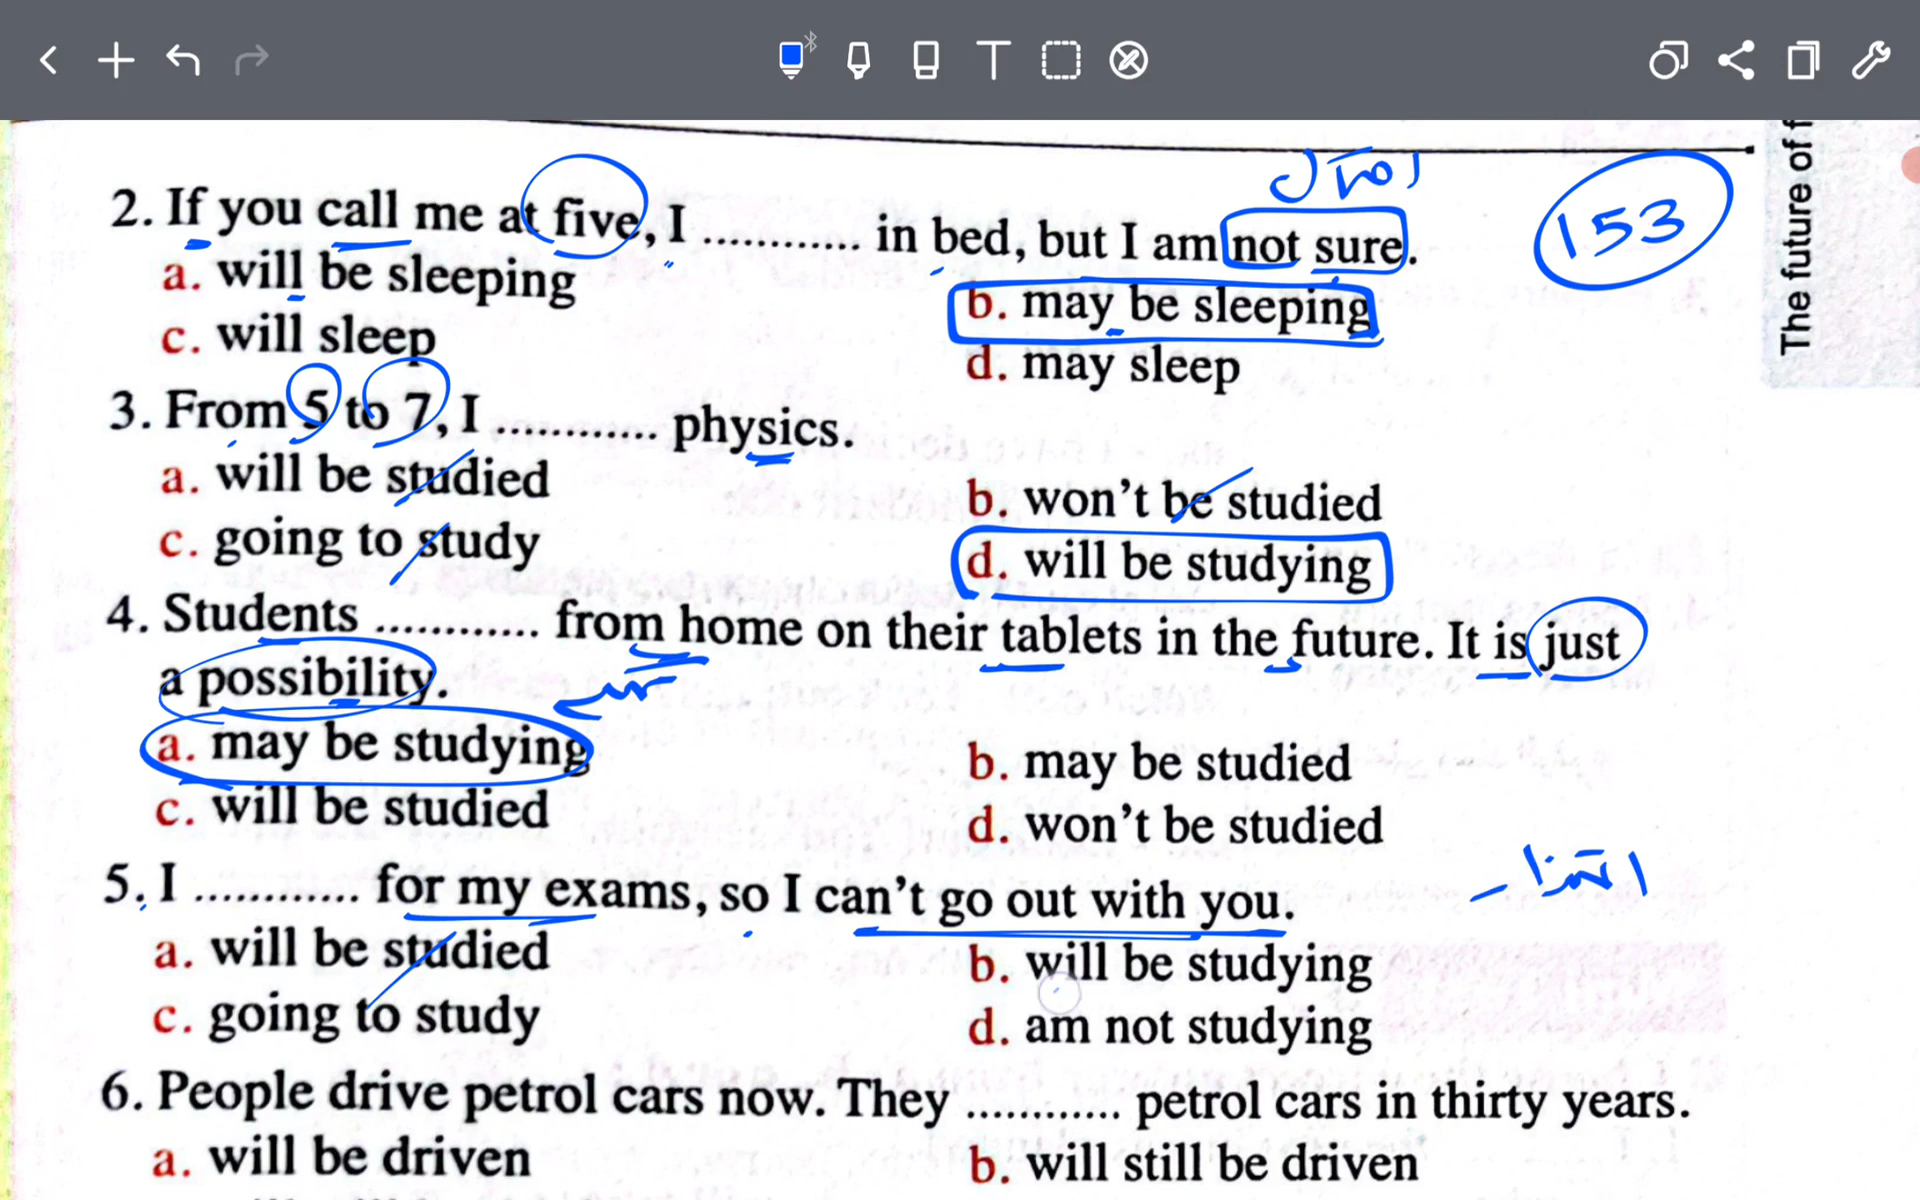 The future of f
153
2. If you call me at five, I ............ in bed, but I am not sure.
a. will be sleeping
b. may be sleeping
c. will sleep
d. may sleep
3. From 5 to 7, I ............ physics.
a. will be studied
b. won't be studied
c. going to study
d. will be studying
4. Students ............ from home on their tablets in the future. It is just
a possibility.
a. may be studying
b. may be studied
c. will be studied
d. won't be studied
5. I ............ for my exams, so I can't go out with you.
a. will be studied
b. will be studying
c. going to study
d. am not studying
6. People drive petrol cars now. They ............ petrol cars in thirty years.
a. will be driven
b. will still be driven